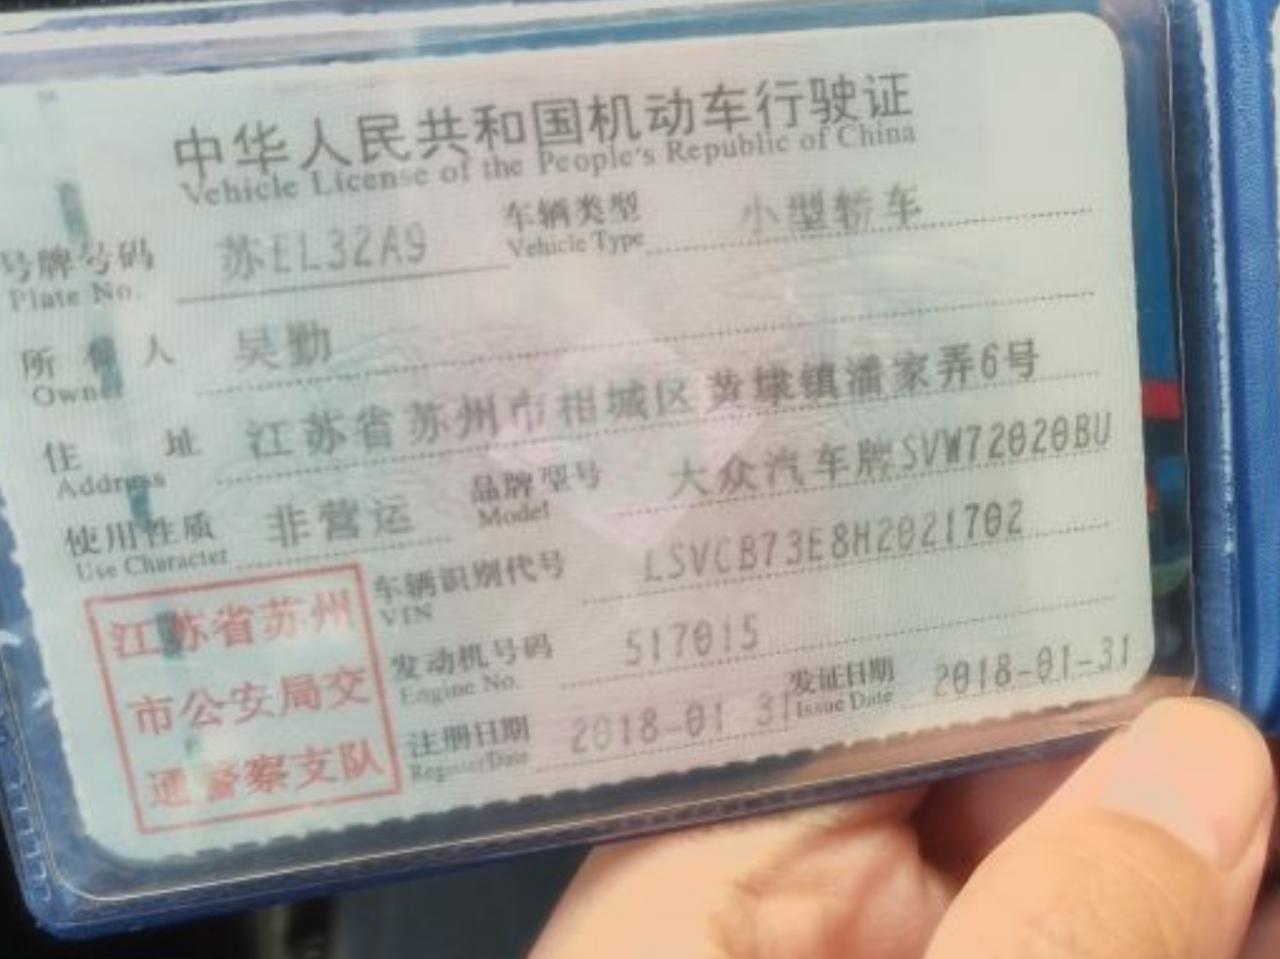 中华人民共和国机动车行驶证
Vehicle License of the People's Republic of China
号牌号码 苏EL32A9 车辆类型 小型轿车
Plate No. Vehicle Type
所有人 吴勤
Owner
住址 江苏省苏州市相城区黄埭镇潘家弄6号
Address
使用性质 非营运 品牌型号 大众汽车牌SVW72020BU
Use Character Model
车辆识别代号 LSVCB73E8H2021702
VIN
发动机号码 517015
Engine No.
注册日期 2018-01-31 发证日期 2018-01-31
Register Date Issue Date
江苏省苏州
市公安局交
通警察支队